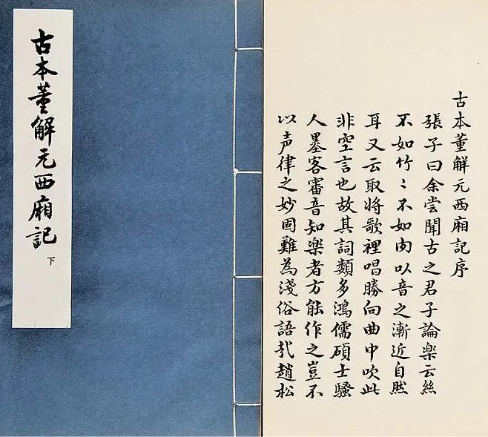 古本董解元西廂記
下
古本董解元西廂記序
張子曰余嘗聞古之君子論樂云絲
不如竹〻不如肉以音之漸近自然
耳又云取將歌裡唱勝向曲中吹此
非空言也故其詞類多鴻儒碩士騷
人墨客審音知樂者方能作之豈不
以声律之妙固難為淺俗語哉趙松